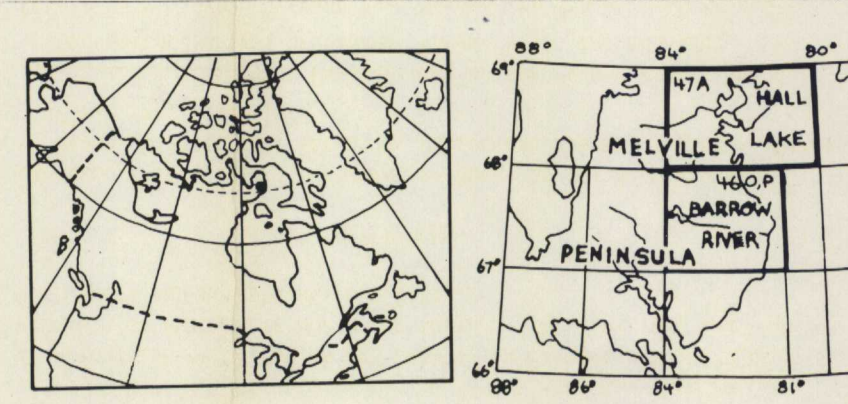 88° 84° 80°
69°
47A
HALL
MELVILLE LAKE
68°
46O,P
BARROW
RIVER
PENINSULA
67°
66°
88° 86° 84° 81°